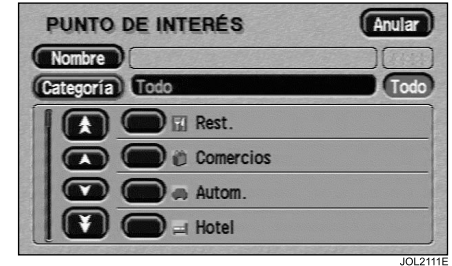 PUNTO DE INTERÉS Anular
Nombre
Categoría Todo Todo
Rest.
Comercios
Autom.
Hotel
JOL2111E